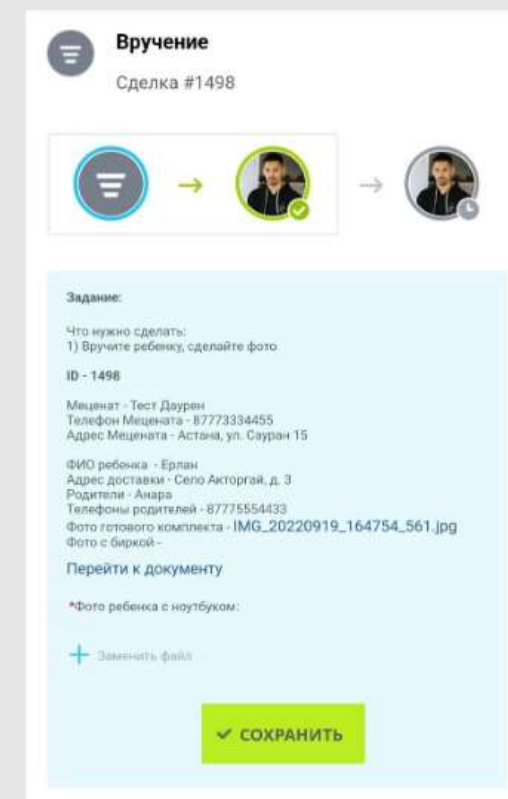 Вручение
Сделка #1498
Задание:
Что нужно сделать:
1) Вручите ребенку, сделайте фото
ID - 1498
Меценат - Тест Даурен
Телефон Мецената - 87773334455
Адрес Мецената - Астана, ул. Сауран 15
ФИО ребенка - Ерлан
Адрес доставки - Село Акторгай, д. 3
Родители - Анара
Телефоны родителей - 87775554433
Фото готового комплекта - IMG_20220919_164754_561.jpg
Фото с биркой -
Перейти к документу
*Фото ребенка с ноутбуком:
Заменить файл
СОХРАНИТЬ